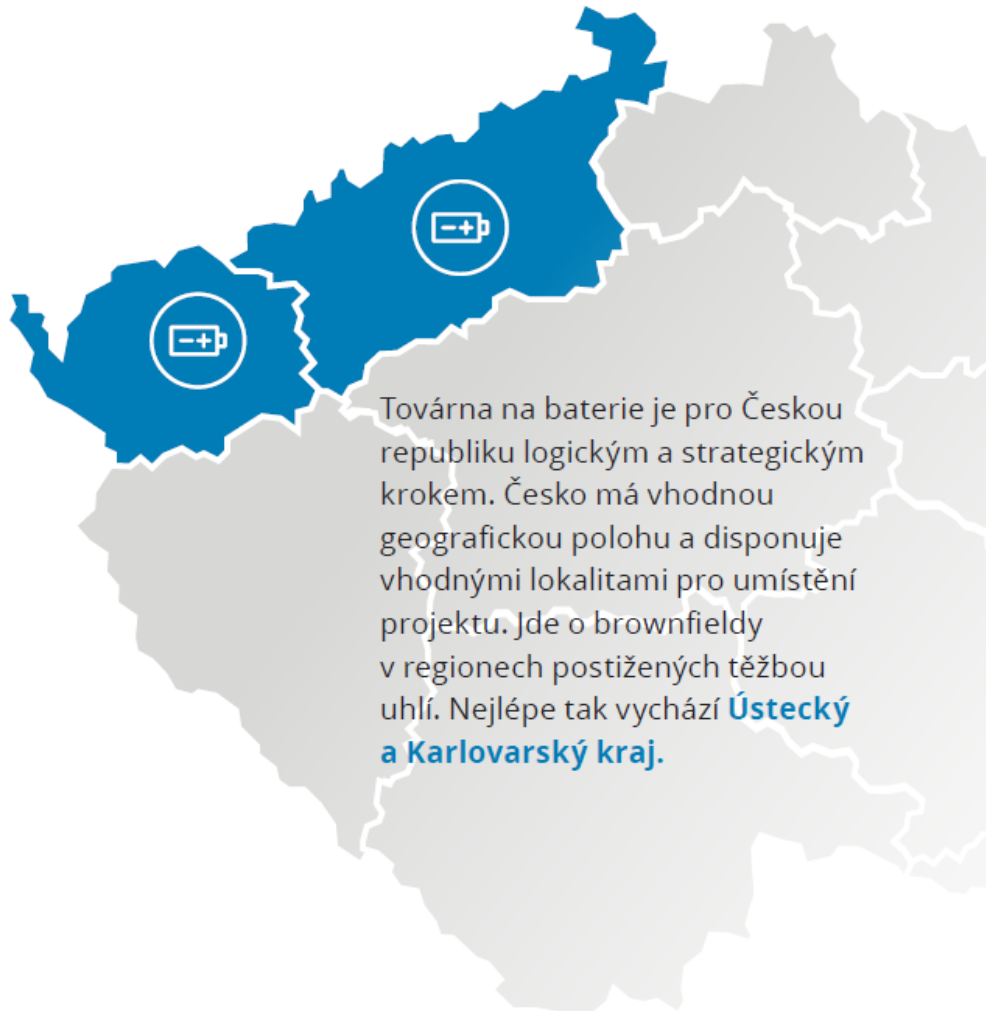 Továrna na baterie je pro Českou
republiku logickým a strategickým
krokem. Česko má vhodnou
geografickou polohu a disponuje
vhodnými lokalitami pro umístění
projektu. Jde o brownfieldy
v regionech postižených těžbou
uhlí. Nejlépe tak vychází Ústecký
a Karlovarský kraj.